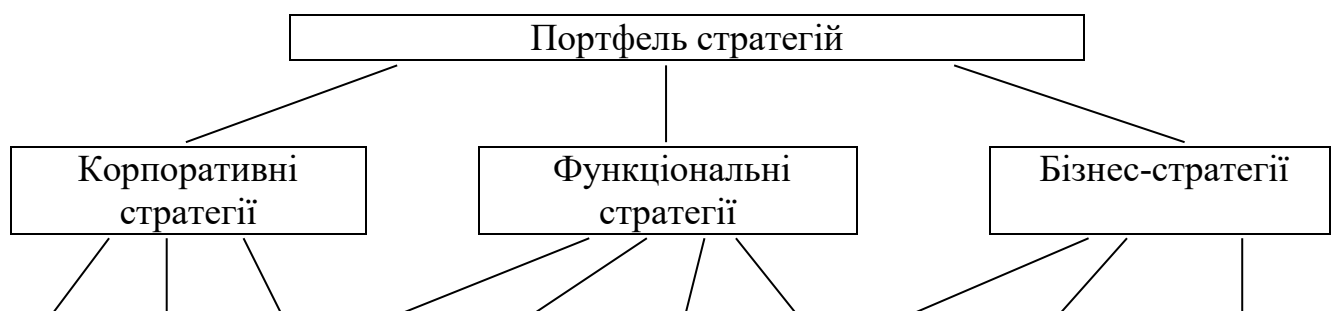 Портфель стратегій
Корпоративні
стратегії
Функціональні
стратегії
Бізнес-стратегії